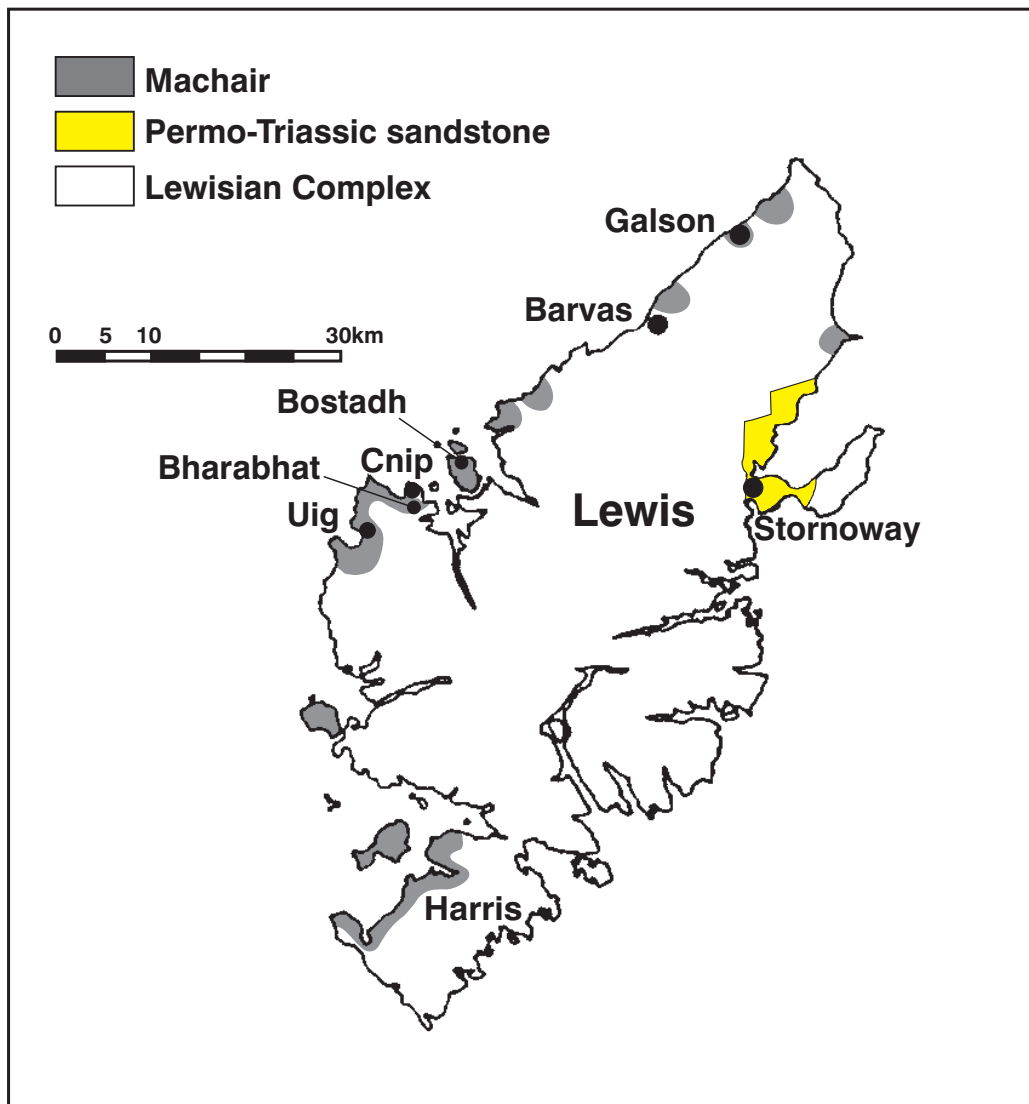 Machair
Permo-Triassic sandstone
Lewisian Complex
Galson
Barvas
0 5 10 30km
Bostadh
Bharabhat
Cnip
Uig
Lewis
Stornoway
Harris